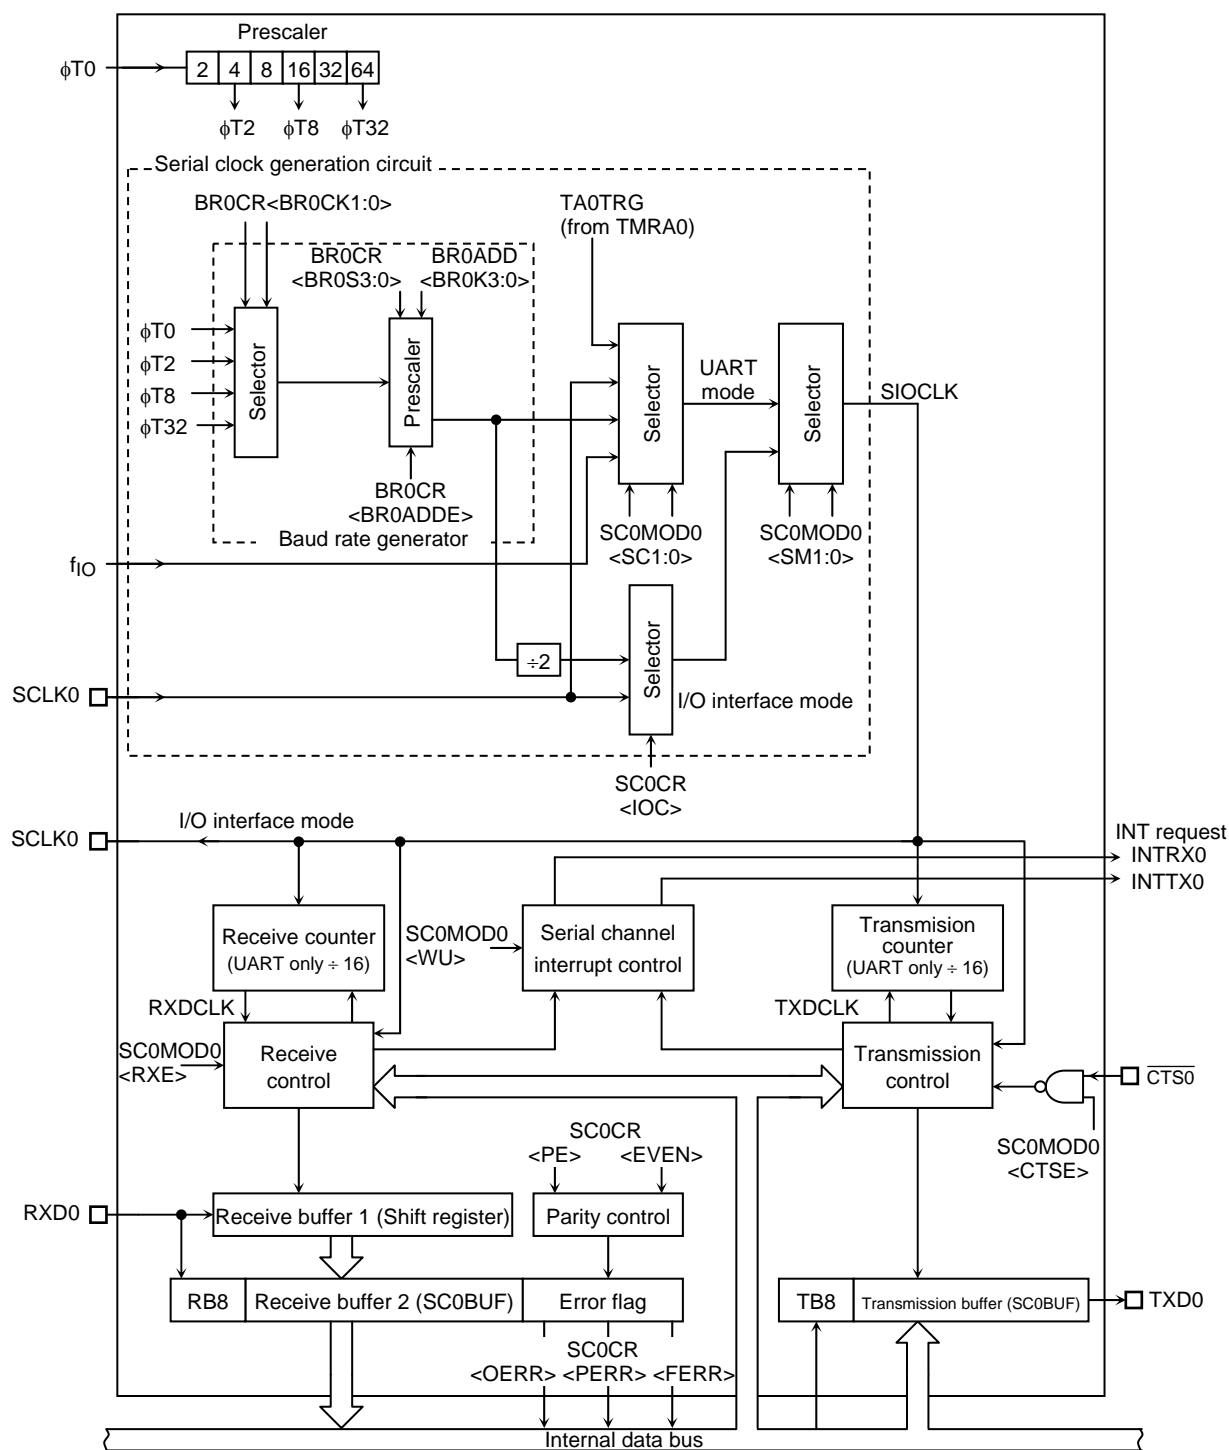 Prescaler
ϕT0
2 4 8 16 32 64
ϕT2 ϕT8 ϕT32
Serial clock generation circuit
BR0CR<BR0CK1:0>
TA0TRG
(from TMRA0)
BR0CR
<BR0S3:0>
BR0ADD
<BR0K3:0>
ϕT0
ϕT2
ϕT8
ϕT32
Selector
Prescaler
Selector
UART
mode
Selector
SIOCLK
BR0CR
<BR0ADDE>
Baud rate generator
SC0MOD0
<SC1:0>
SC0MOD0
<SM1:0>
fIO
÷2
Selector
SCLK0
I/O interface mode
SC0CR
<IOC>
SCLK0
I/O interface mode
INT request
INTRX0
INTTX0
Receive counter
(UART only ÷ 16)
SC0MOD0
<WU>
Serial channel
interrupt control
Transmision
counter
(UART only ÷ 16)
RXDCLK
TXDCLK
SC0MOD0
<RXE>
Receive
control
Transmission
control
CTS0
SC0MOD0
<CTSE>
SC0CR
<PE> <EVEN>
RXD0
Receive buffer 1 (Shift register)
Parity control
RB8
Receive buffer 2 (SC0BUF)
Error flag
TB8
Transmission buffer (SC0BUF)
TXD0
SC0CR
<OERR> <PERR> <FERR>
Internal data bus